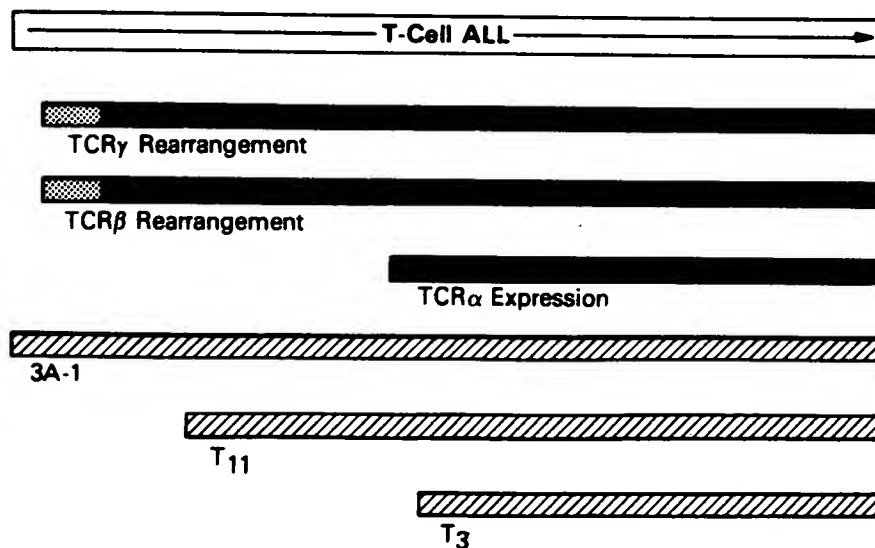 T-Cell ALL
TCRγ Rearrangement
TCRβ Rearrangement
TCRα Expression
3A-1
T₁₁
T₃